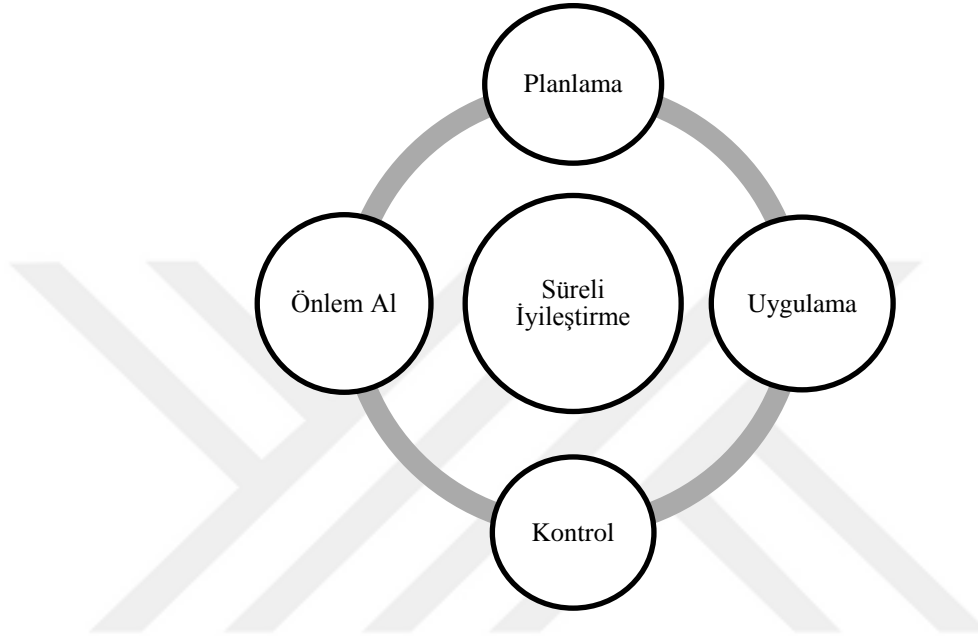 Planlama
Önlem Al
Süreli
İyileştirme
Uygulama
Kontrol